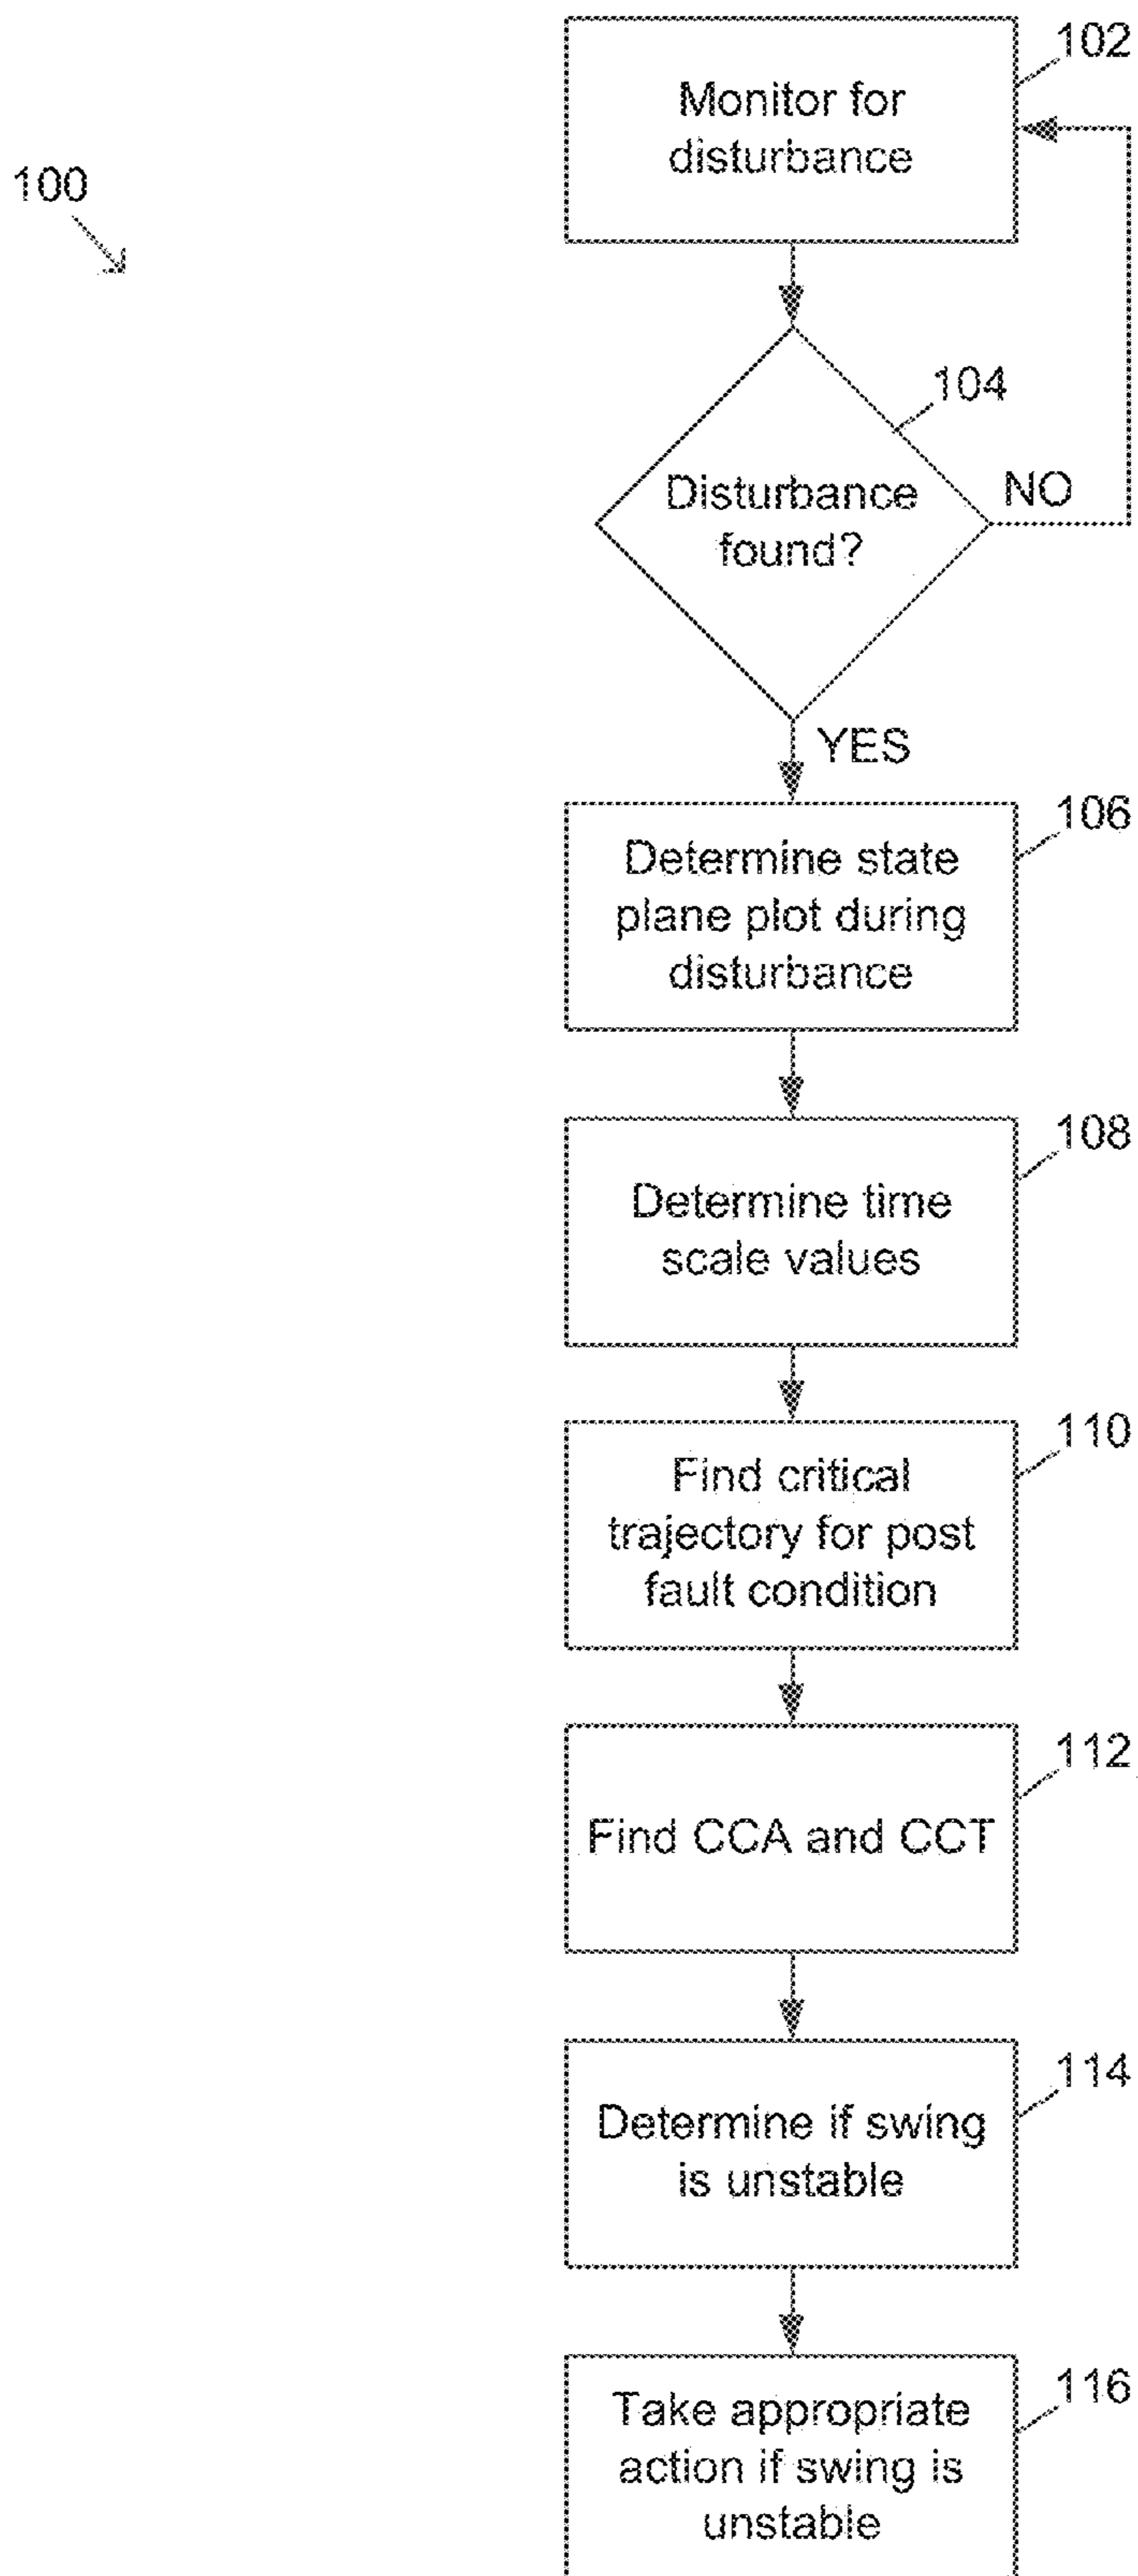 102
Monitor for
disturbance
100
104
Disturbance
found?
NO
YES
106
Determine state
plane plot during
disturbance
108
Determine time
scale values
110
Find critical
trajectory for post
fault condition
112
Find CCA and CCT
114
Determine if swing
is unstable
116
Take appropriate
action if swing is
unstable